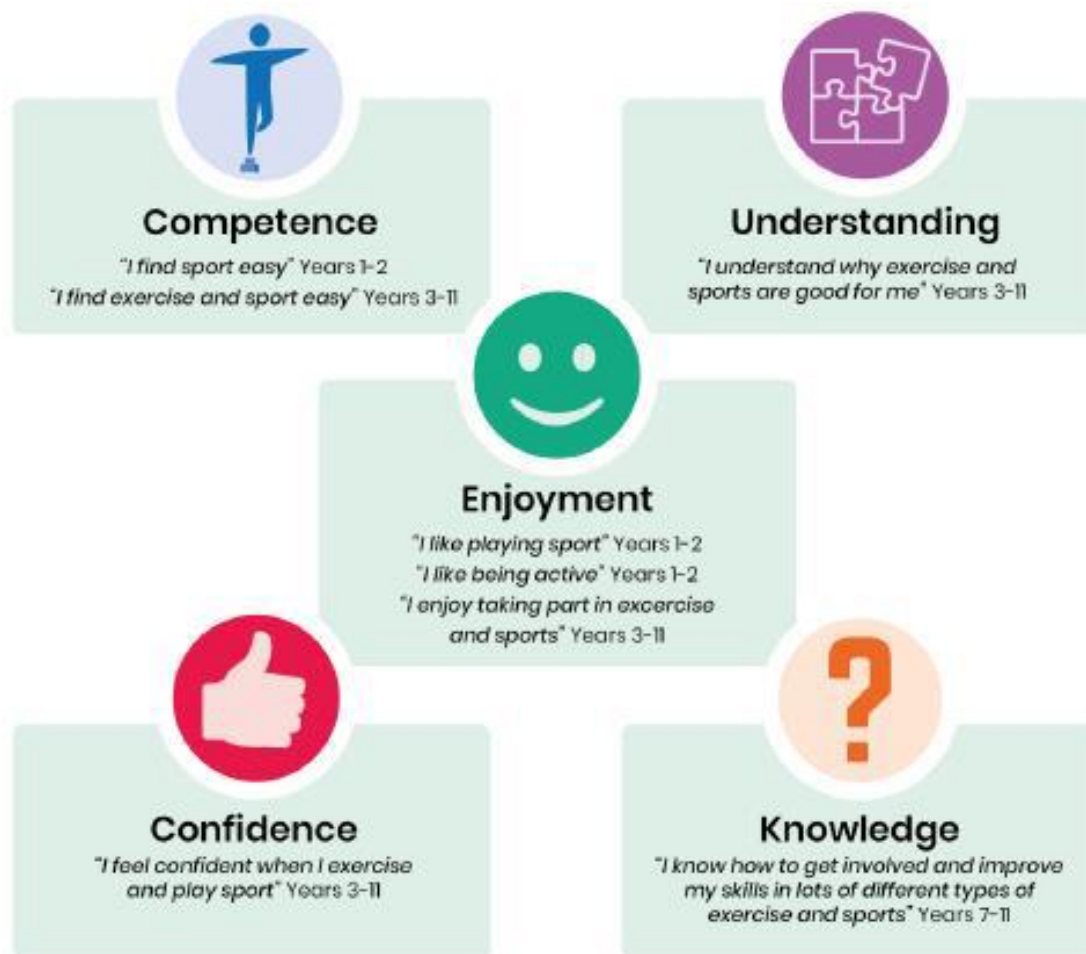 Competence
"I find sport easy" Years 1-2
"I find exercise and sport easy" Years 3-11
Understanding
"I understand why exercise and
sports are good for me" Years 3-11
Enjoyment
"I like playing sport" Years 1-2
"I like being active" Years 1-2
"I enjoy taking part in excercise
and sports" Years 3-11
Confidence
"I feel confident when I exercise
and play sport" Years 3-11
Knowledge
"I know how to get involved and improve
my skills in lots of different types of
exercise and sports" Years 7-11